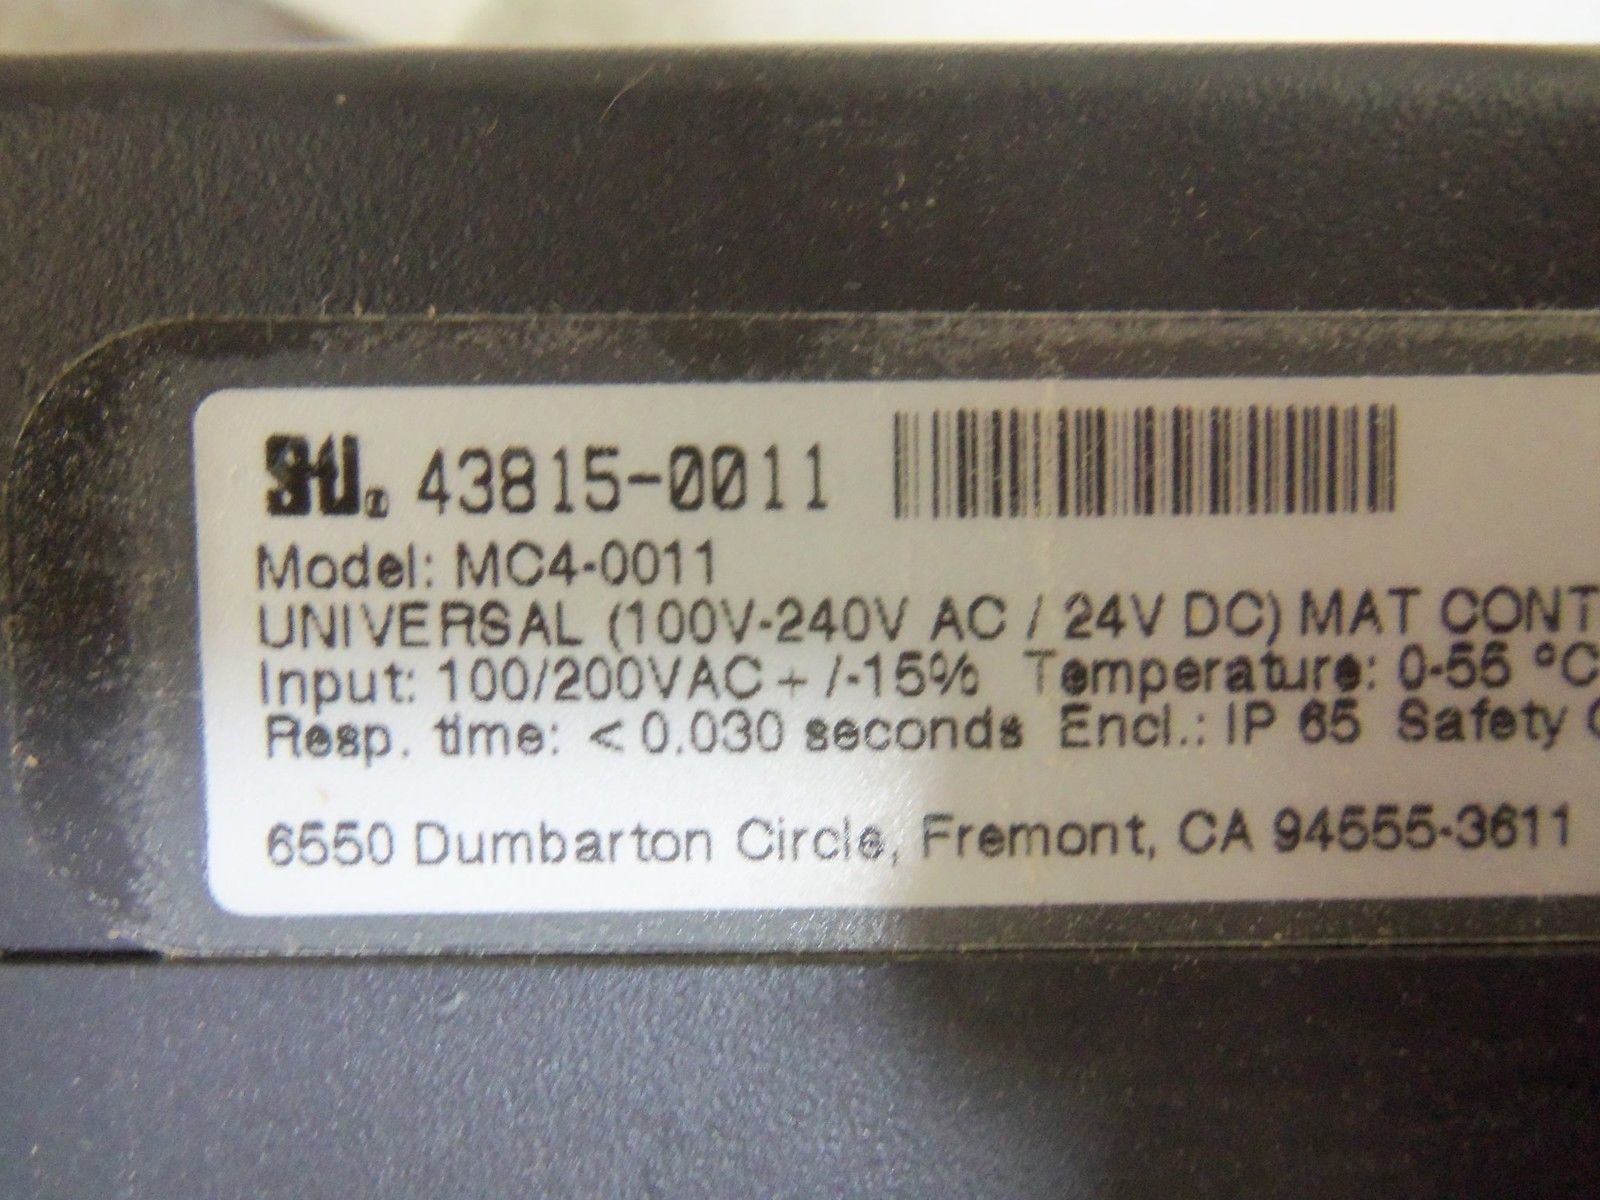 STI® 43815-0011
Model: MC4-0011
UNIVERSAL (100V-240V AC / 24V DC) MAT CONT
Input: 100/200VAC + /-15% Temperature: 0-55 °C
Resp. time: < 0.030 seconds Encl.: IP 65 Safety
6550 Dumbarton Circle, Fremont, CA 94555-3611